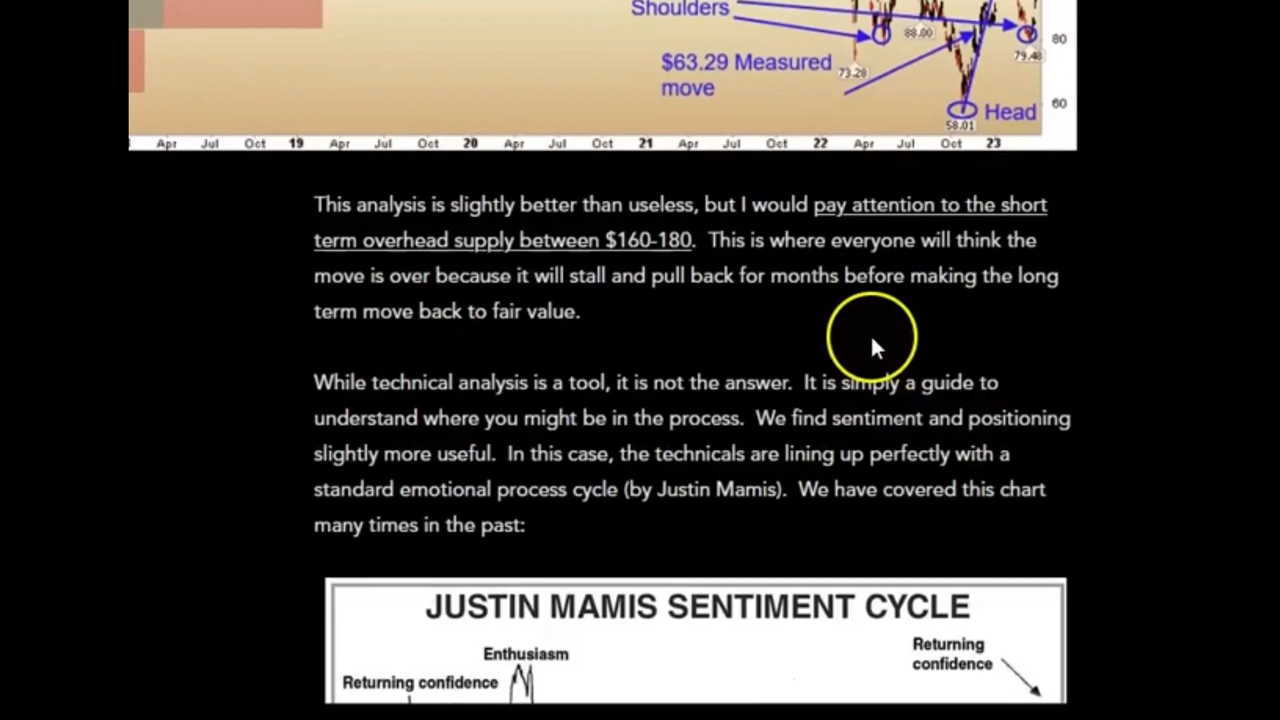 Shoulders
88.00
80
79.48
$63.29 Measured
73.28
move
60
Head
58.01
Apr Jul Oct 19 Apr Jul Oct 20 Apr Jul Oct 21 Apr Jul Oct 22 Apr Jul Oct 23
This analysis is slightly better than useless, but I would pay attention to the short
term overhead supply between $160-180. This is where everyone will think the
move is over because it will stall and pull back for months before making the long
term move back to fair value.
While technical analysis is a tool, it is not the answer. It is simply a guide to
understand where you might be in the process. We find sentiment and positioning
slightly more useful. In this case, the technicals are lining up perfectly with a
standard emotional process cycle (by Justin Mamis). We have covered this chart
many times in the past:
JUSTIN MAMIS SENTIMENT CYCLE
Enthusiasm
Returning
confidence
Returning confidence